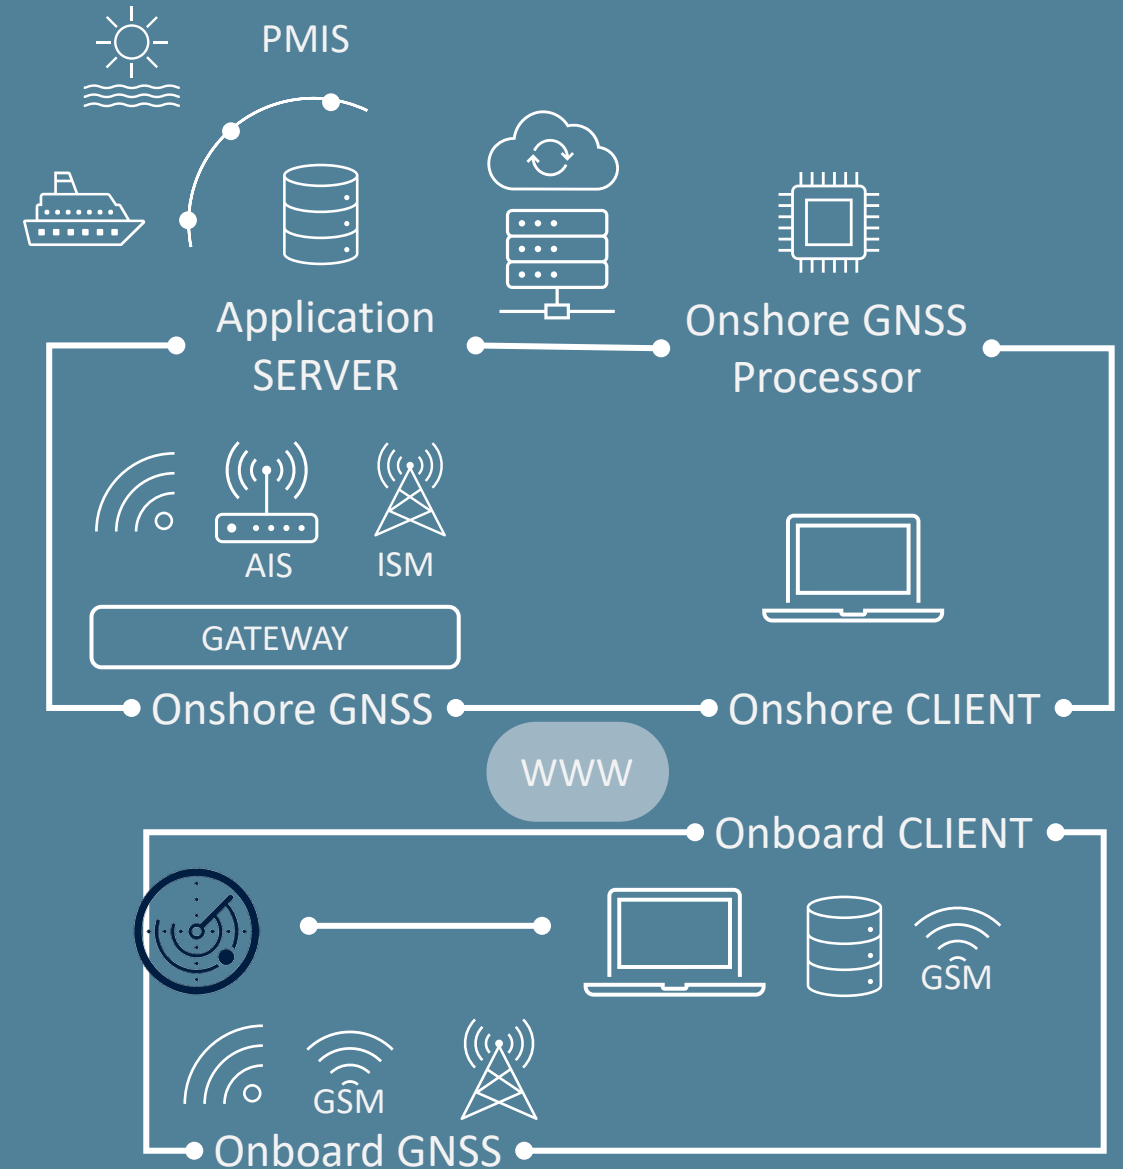 PMIS
Application
SERVER
Onshore GNSS
Processor
AIS
ISM
GATEWAY
Onshore GNSS
Onshore CLIENT
WWW
Onboard CLIENT
GSM
GSM
Onboard GNSS